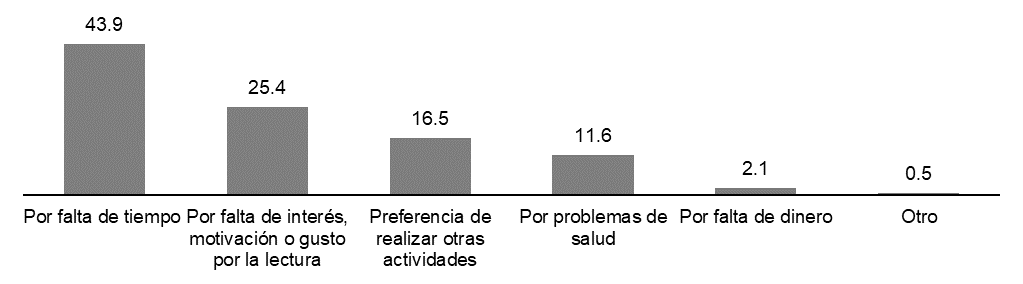 43.9
25.4
16.5
11.6
2.1
0.5
Por falta de tiempo
Por falta de interés,
motivación o gusto
por la lectura
Preferencia de
realizar otras
actividades
Por problemas de
salud
Por falta de dinero
Otro